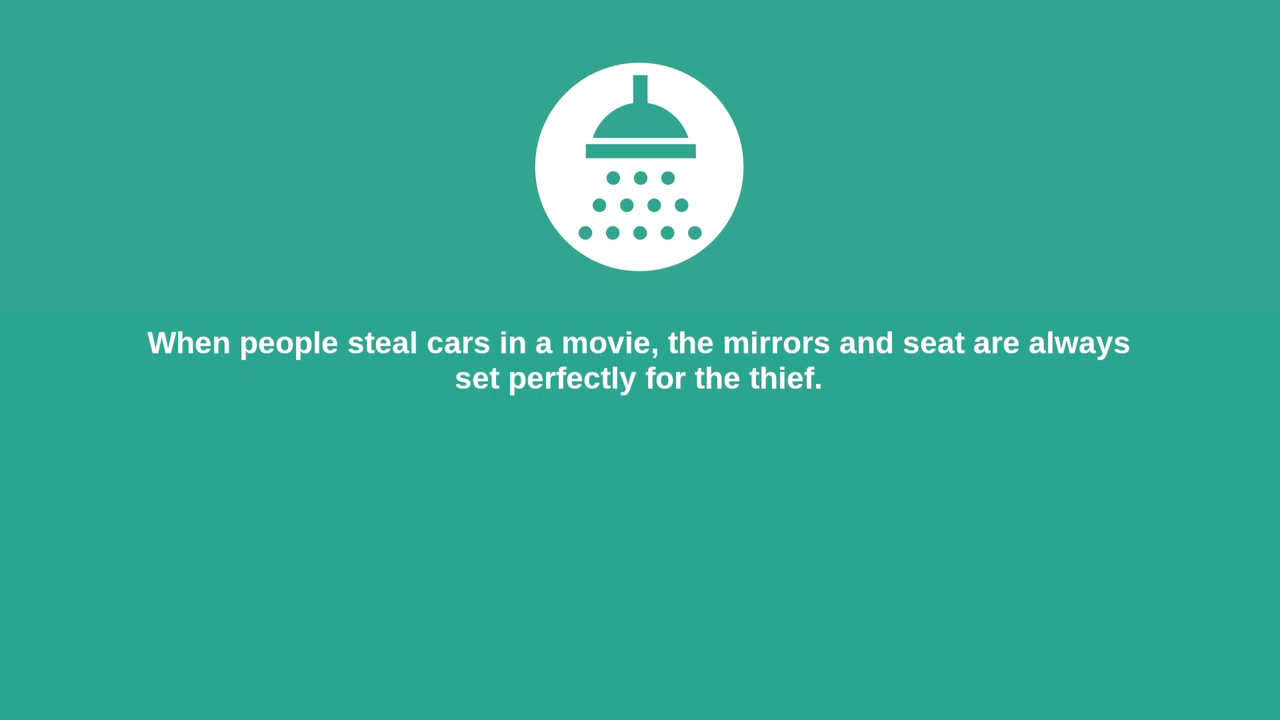 When people steal cars in a movie, the mirrors and seat are always
set perfectly for the thief.